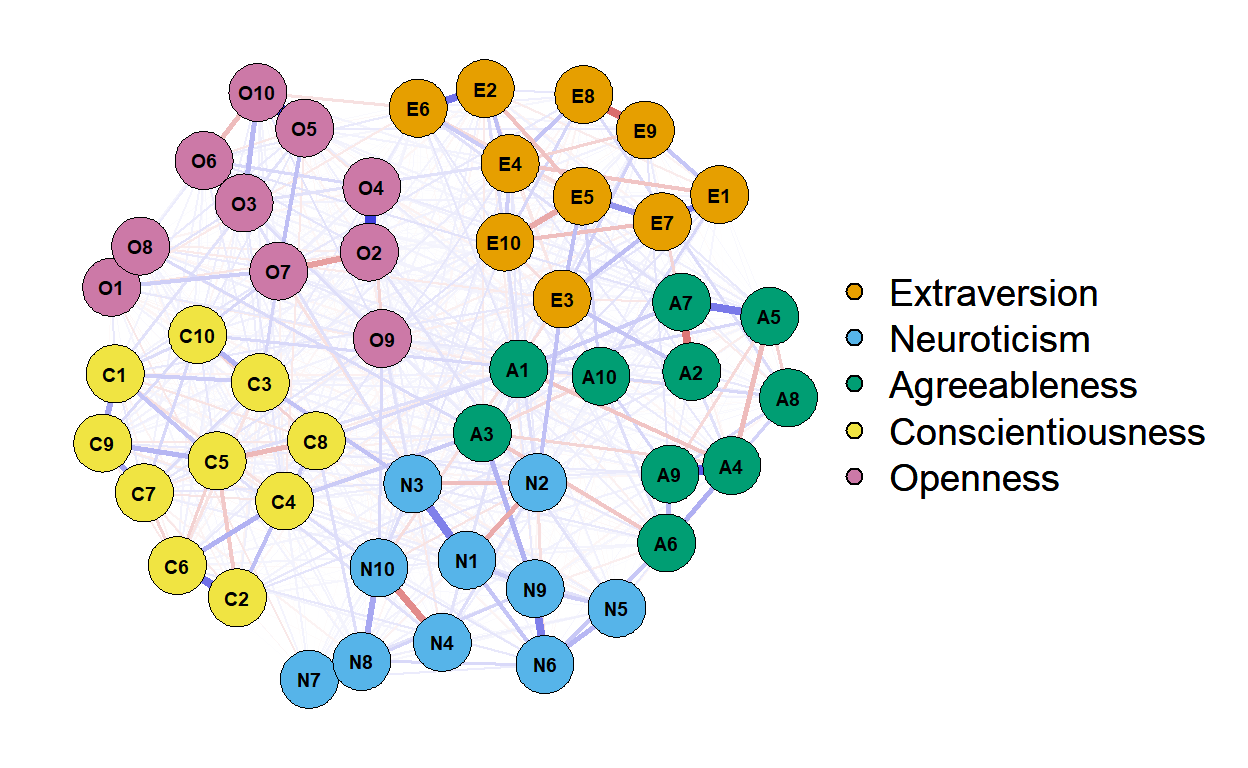 O10
E2
E6
E8
O5
E9
O6
E4
O4
E5
E1
O3
E7
E10
O8
O2
O7
O1
E3
A7
A5
C10
O9
A1
A10
A2
C1
C3
A8
A3
C8
C9
C5
A4
A9
N3
N2
C7
C4
A6
N1
C6
N10
N9
C2
N5
N4
N8
N6
N7
Extraversion
Neuroticism
Agreeableness
Conscientiousness
Openness